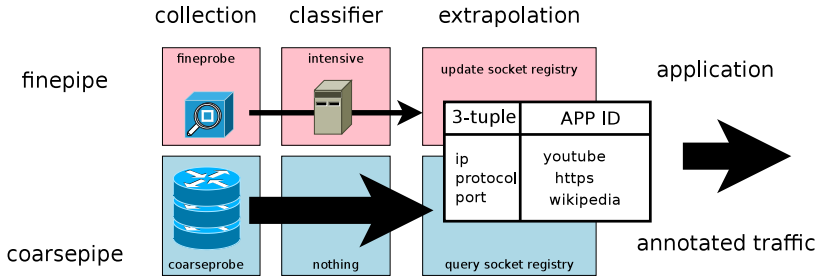 collection classifier extrapolation
finepipe
fineprobe intensive update socket registry
application
3-tuple APP ID
ip youtube
protocol https
port wikipedia
coarsepipe
coarseprobe nothing query socket registry
annotated traffic